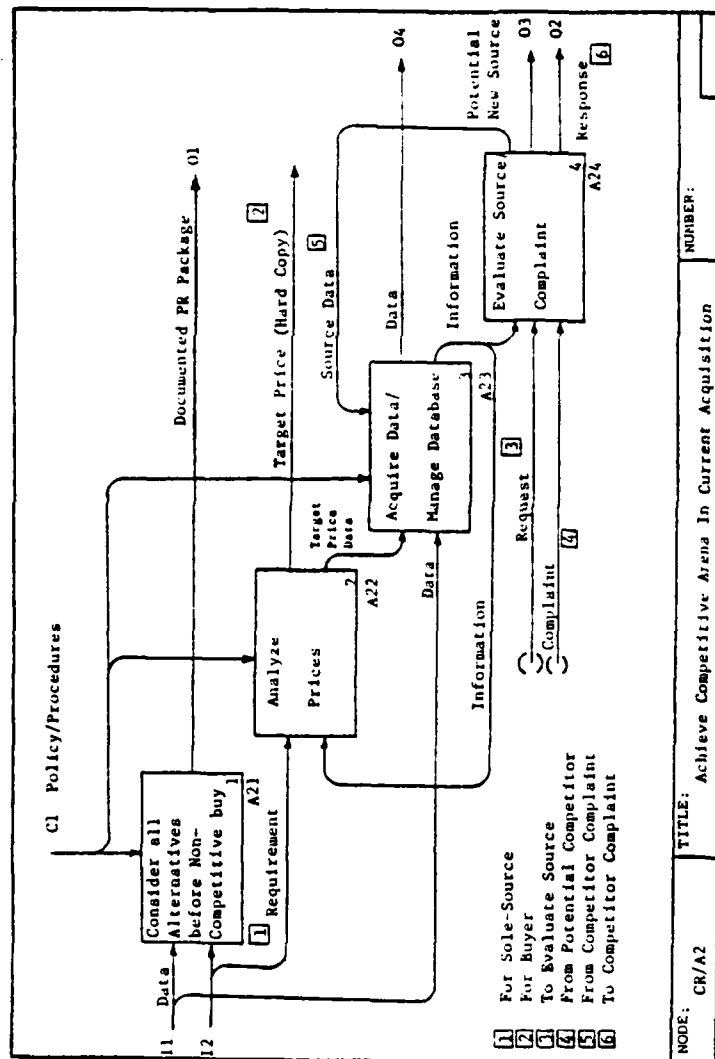 C1 Policy/Procedures
I1
Data
I2
Consider all
Alternatives
before Non-
Competitive buy
1
A21
1
Requirement
Documented PR Package
O1
Analyze
Prices
2
A22
Target Price (Hard Copy)
2
Target
Price
Data
Source Data
5
Acquire Data/
Manage Database
3
A23
Data
O4
Data
Information
Information
Evaluate Source/
Complaint
4
A24
Potential
New Source
O3
O2
Response
6
Request
3
Complaint
4
1 For Sole-Source
2 For Buyer
3 To Evaluate Source
4 From Potential Competitor
5 From Competitor Complaint
6 To Competitor Complaint
NODE: CR/A2
TITLE: Achieve Competitive Arena In Current Acquisition
NUMBER: